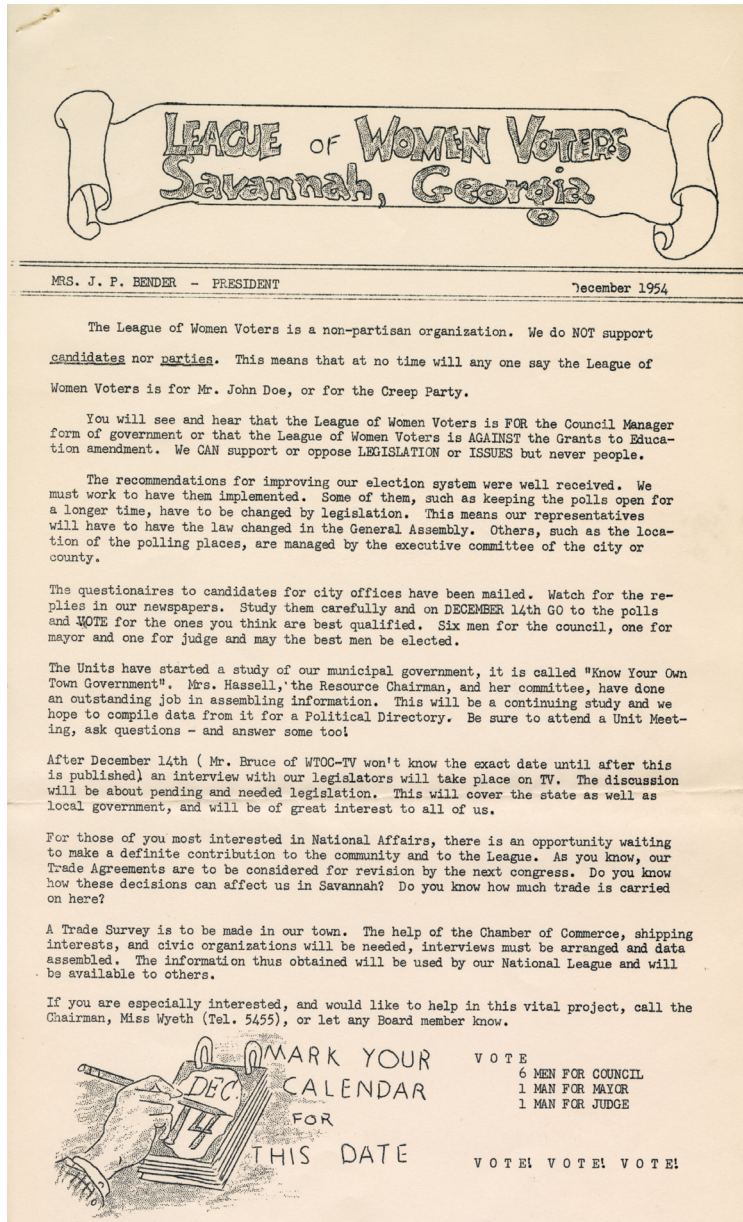 LEAGUE OF WOMEN VOTERS
Savannah, Georgia
MRS. J. P. BENDER - PRESIDENT
December 1954
The League of Women Voters is a non-partisan organization. We do NOT support
candidates nor parties. This means that at no time will any one say the League of
Women Voters is for Mr. John Doe, or for the Creep Party.
You will see and hear that the League of Women Voters is FOR the Council Manager
form of government or that the League of Women Voters is AGAINST the Grants to Educa-
tion amendment. We CAN support or oppose LEGISLATION or ISSUES but never people.
The recommendations for improving our election system were well received. We
must work to have them implemented. Some of them, such as keeping the polls open for
a longer time, have to be changed by legislation. This means our representatives
will have to have the law changed in the General Assembly. Others, such as the loca-
tion of the polling places, are managed by the executive committee of the city or
county.
The questionaires to candidates for city offices have been mailed. Watch for the re-
plies in our newspapers. Study them carefully and on DECEMBER 14th GO to the polls
and VOTE for the ones you think are best qualified. Six men for the council, one for
mayor and one for judge and may the best men be elected.
The Units have started a study of our municipal government, it is called "Know Your Own
Town Government". Mrs. Hassell, the Resource Chairman, and her committee, have done
an outstanding job in assembling information. This will be a continuing study and we
hope to compile data from it for a Political Directory. Be sure to attend a Unit Meet-
ing, ask questions - and answer some too!
After December 14th ( Mr. Bruce of WTOC-TV won't know the exact date until after this
is published) an interview with our legislators will take place on TV. The discussion
will be about pending and needed legislation. This will cover the state as well as
local government, and will be of great interest to all of us.
For those of you most interested in National Affairs, there is an opportunity waiting
to make a definite contribution to the community and to the League. As you know, our
Trade Agreements are to be considered for revision by the next congress. Do you know
how these decisions can affect us in Savannah? Do you know how much trade is carried
on here?
A Trade Survey is to be made in our town. The help of the Chamber of Commerce, shipping
interests, and civic organizations will be needed, interviews must be arranged and data
assembled. The information thus obtained will be used by our National League and will
be available to others.
If you are especially interested, and would like to help in this vital project, call the
Chairman, Miss Wyeth (Tel. 5455), or let any Board member know.
DEC.
14
MARK YOUR
CALENDAR
FOR
THIS DATE
V O T E
6 MEN FOR COUNCIL
1 MAN FOR MAYOR
1 MAN FOR JUDGE
V O T E! V O T E! V O T E!